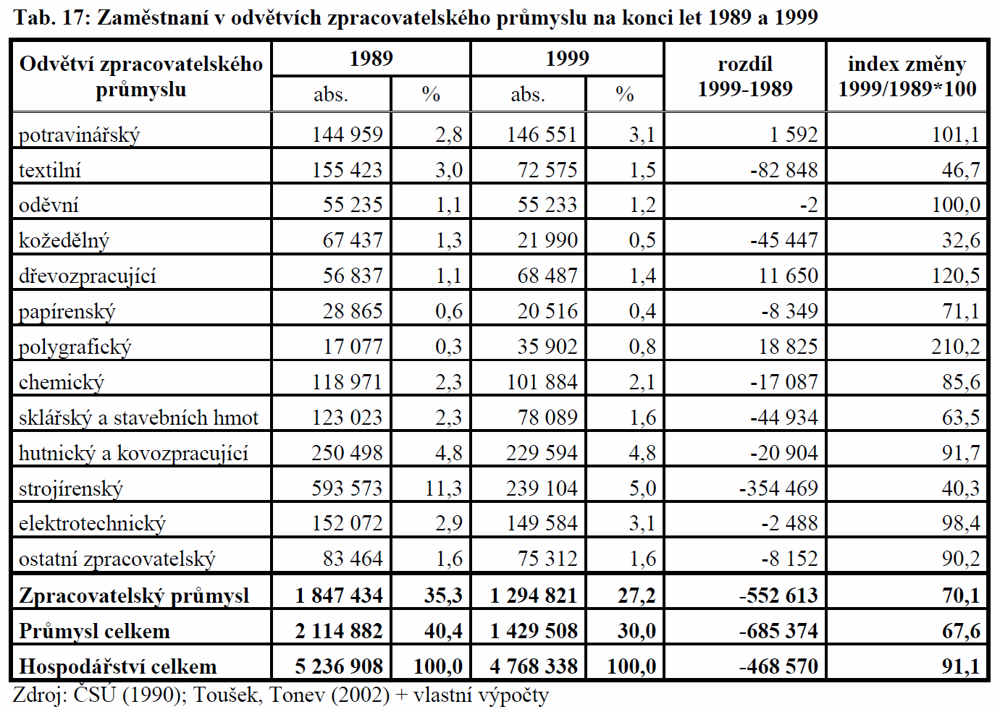 Tab. 17: Zaměstnaní v odvětvích zpracovatelského průmyslu na konci let 1989 a 1999
Odvětví zpracovatelského průmyslu 1989 1999 rozdíl 1999-1989 index změny 1999/1989*100
abs. % abs. %
potravinářský 144 959 2,8 146 551 3,1 1 592 101,1
textilní 155 423 3,0 72 575 1,5 -82 848 46,7
oděvní 55 235 1,1 55 233 1,2 -2 100,0
kožedělný 67 437 1,3 21 990 0,5 -45 447 32,6
dřevozpracující 56 837 1,1 68 487 1,4 11 650 120,5
papírenský 28 865 0,6 20 516 0,4 -8 349 71,1
polygrafický 17 077 0,3 35 902 0,8 18 825 210,2
chemický 118 971 2,3 101 884 2,1 -17 087 85,6
sklářský a stavebních hmot 123 023 2,3 78 089 1,6 -44 934 63,5
hutnický a kovozpracující 250 498 4,8 229 594 4,8 -20 904 91,7
strojírenský 593 573 11,3 239 104 5,0 -354 469 40,3
elektrotechnický 152 072 2,9 149 584 3,1 -2 488 98,4
ostatní zpracovatelský 83 464 1,6 75 312 1,6 -8 152 90,2
Zpracovatelský průmysl 1 847 434 35,3 1 294 821 27,2 -552 613 70,1
Průmysl celkem 2 114 882 40,4 1 429 508 30,0 -685 374 67,6
Hospodářství celkem 5 236 908 100,0 4 768 338 100,0 -468 570 91,1
Zdroj: ČSÚ (1990); Toušek, Tonev (2002) + vlastní výpočty